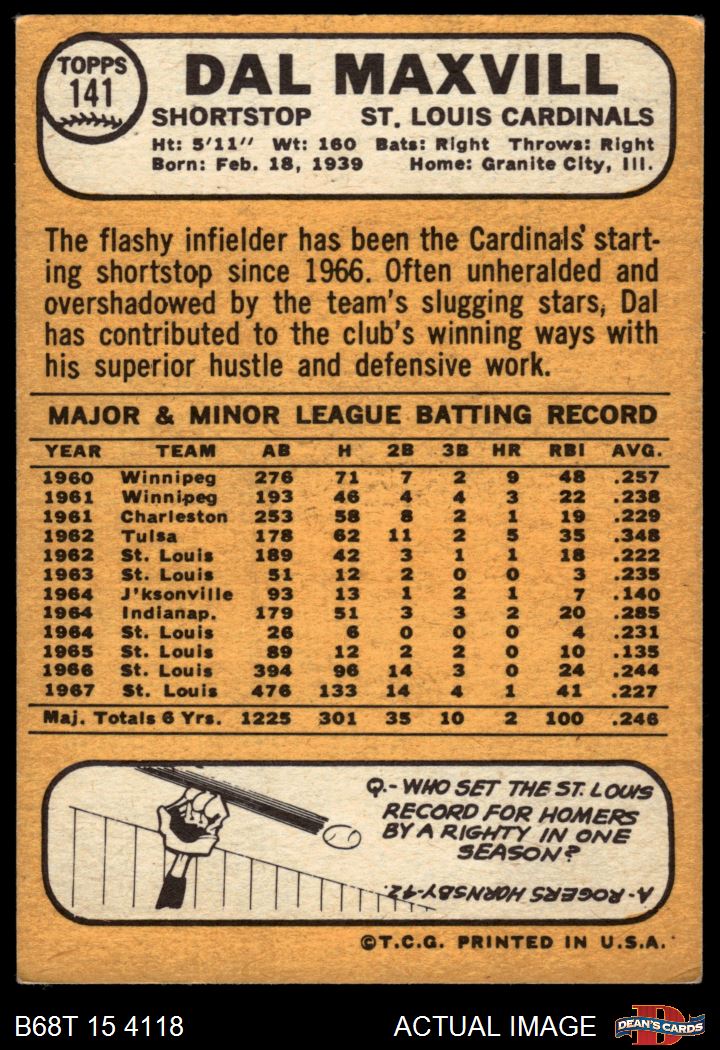 TOPPS
141
DAL MAXVILL
SHORTSTOP ST. LOUIS CARDINALS
Ht: 5'11" Wt: 160 Bats: Right Throws: Right
Born: Feb. 18, 1939 Home: Granite City, Ill.
The flashy infielder has been the Cardinals' start-
ing shortstop since 1966. Often unheralded and
overshadowed by the team's slugging stars, Dal
has contributed to the club's winning ways with
his superior hustle and defensive work.
MAJOR & MINOR LEAGUE BATTING RECORD
YEAR TEAM AB H 2B 3B HR RBI AVG.
1960 Winnipeg 276 71 7 2 9 48 .257
1961 Winnipeg 193 46 4 4 3 22 .238
1961 Charleston 253 58 8 2 1 19 .229
1962 Tulsa 178 62 11 2 5 35 .348
1962 St. Louis 189 42 3 1 1 18 .222
1963 St. Louis 51 12 2 0 0 3 .235
1964 J'ksonville 93 13 1 2 1 7 .140
1964 Indianap. 179 51 3 3 2 20 .285
1964 St. Louis 26 6 0 0 0 4 .231
1965 St. Louis 89 12 2 2 0 10 .135
1966 St. Louis 394 96 14 3 0 24 .244
1967 St. Louis 476 133 14 4 1 41 .227
Maj. Totals 6 Yrs. 1225 301 35 10 2 100 .246
Q.- WHO SET THE ST. LOUIS
RECORD FOR HOMERS
BY A RIGHTY IN ONE
SEASON?
A- ROGERS HORNSBY-42.
©T.C.G. PRINTED IN U.S.A.
B68T 15 4118 ACTUAL IMAGE
DEAN'S CARDS